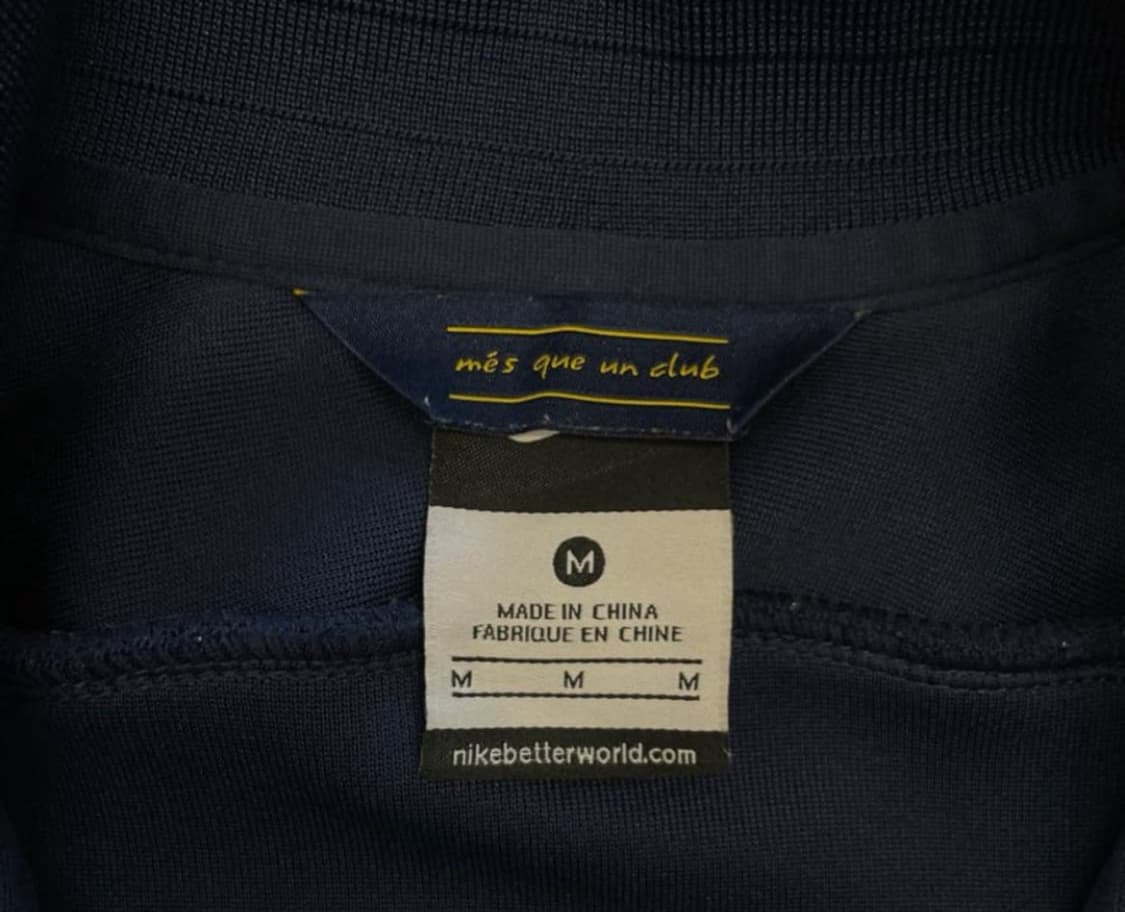 més que un club
M
MADE IN CHINA
FABRIQUE EN CHINE
M M M
nikebetterworld.com